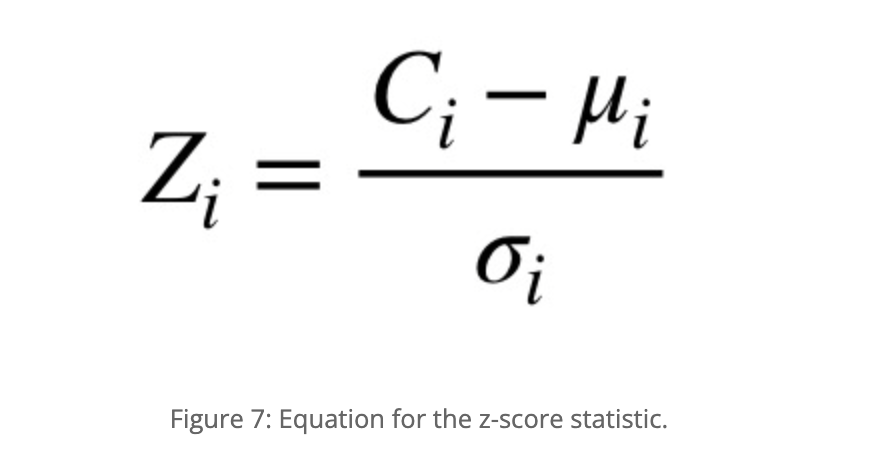 Zᵢ = (Cᵢ − μᵢ) / σᵢ
Figure 7: Equation for the z-score statistic.